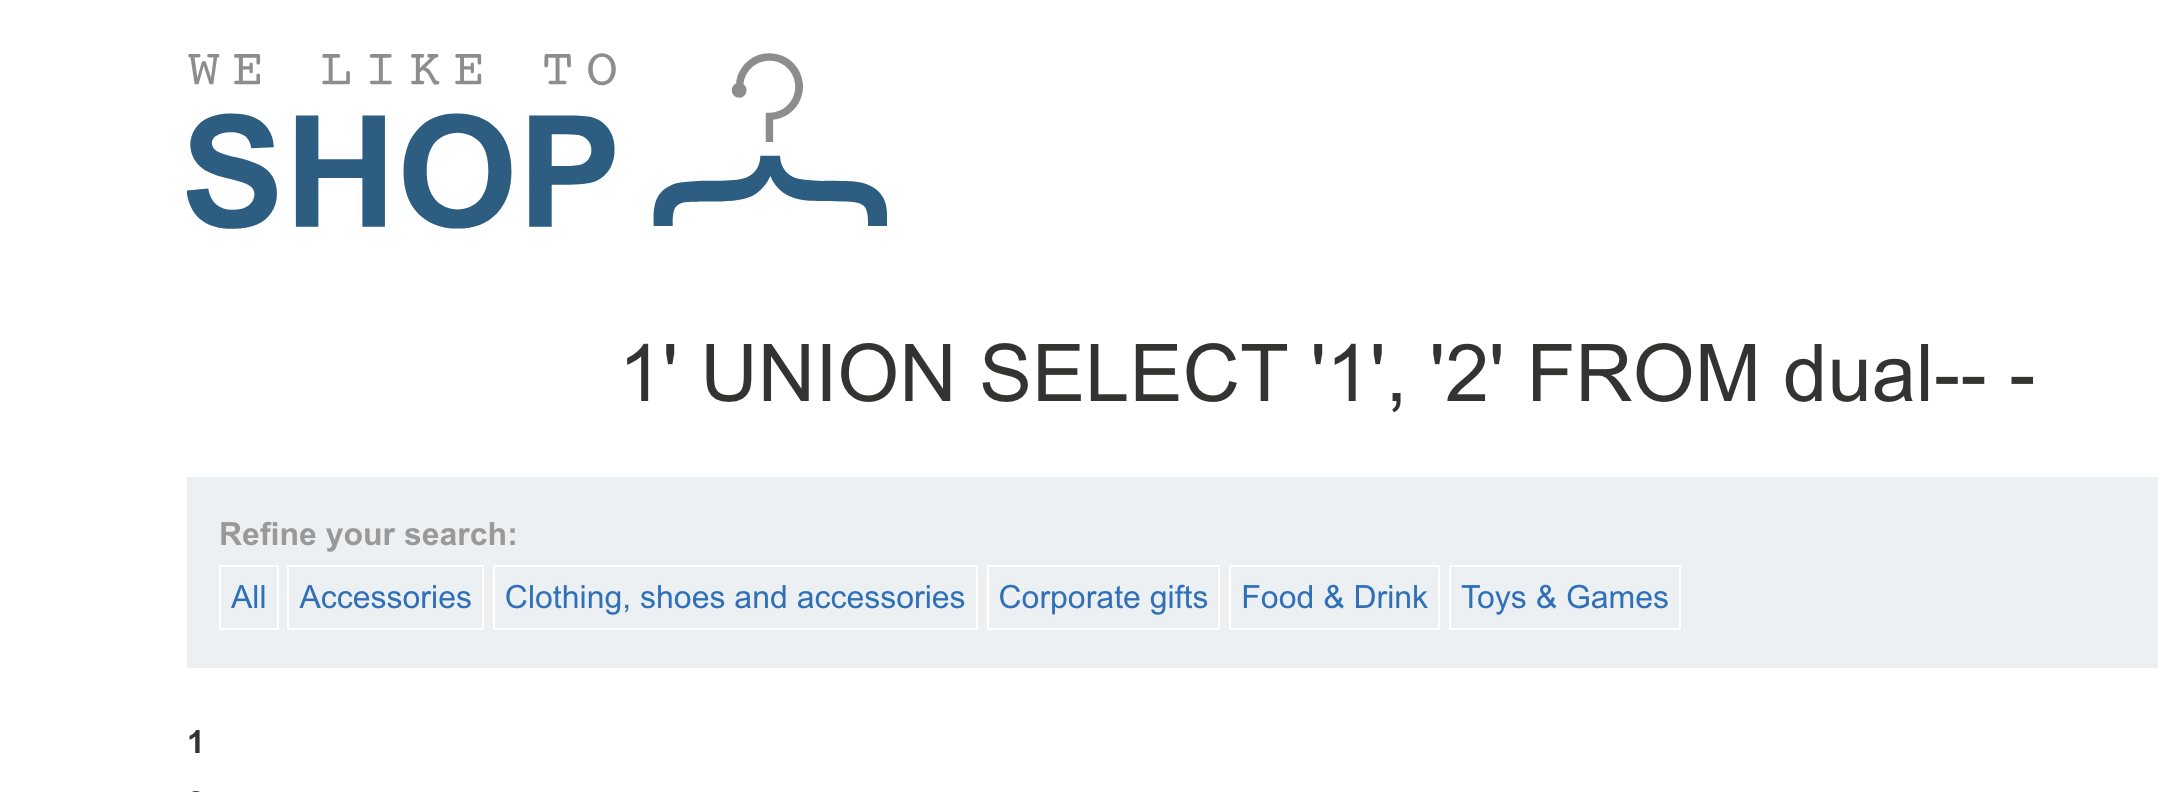 WE LIKE TO
SHOP
1' UNION SELECT '1', '2' FROM dual-- -
Refine your search:
All Accessories Clothing, shoes and accessories Corporate gifts Food & Drink Toys & Games
1